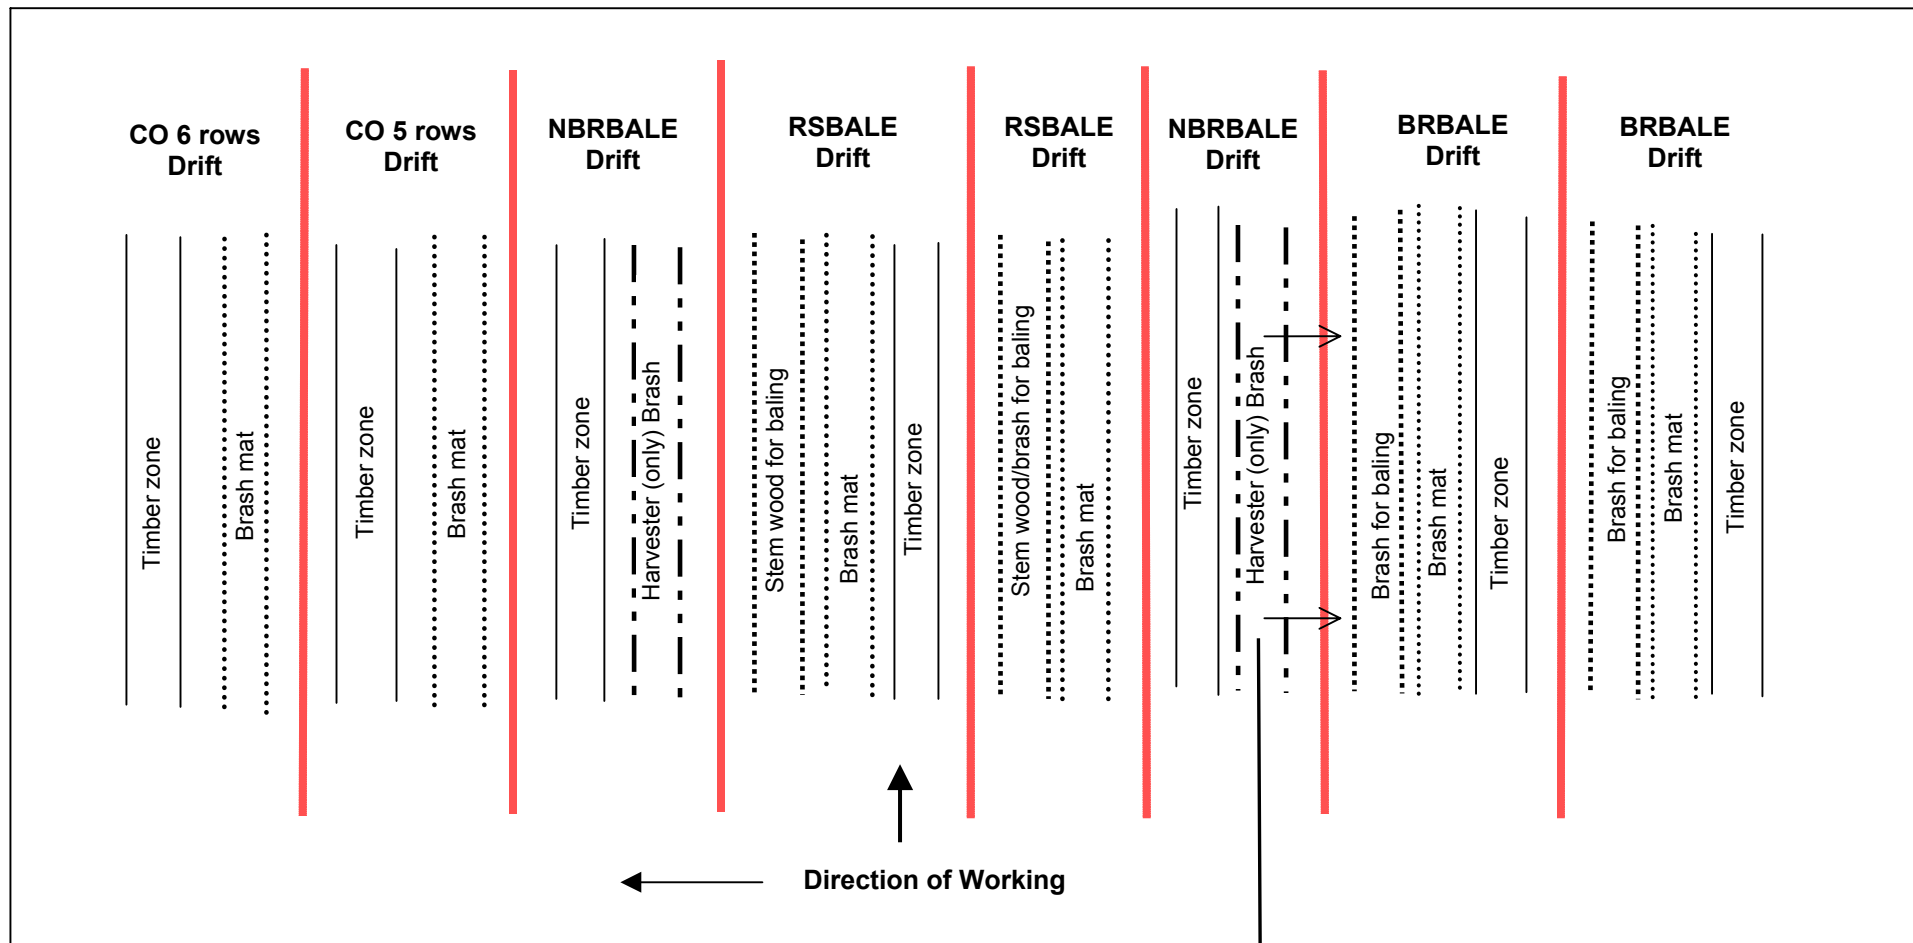 CO 6 rows
Drift
CO 5 rows
Drift
NBRBALE
Drift
RSBALE
Drift
RSBALE
Drift
NBRBALE
Drift
BRBALE
Drift
BRBALE
Drift
Timber zone
Brash mat
Timber zone
Brash mat
Timber zone
Harvester (only) Brash
Stem wood for baling
Brash mat
Timber zone
Stem wood/brash for baling
Brash mat
Timber zone
Harvester (only) Brash
Brash for baling
Brash mat
Timber zone
Brash for baling
Brash mat
Timber zone
Direction of Working